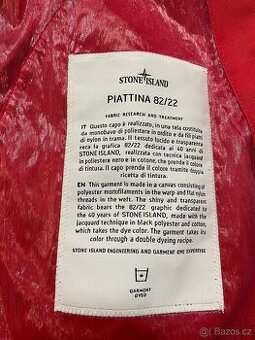 STONE ISLAND
PIATTINA 82/22
FABRIC RESEARCH AND TREATMENT
IT Questo capo è realizzato, in una tela costituita
da monobave di poliestere in ordito e da fili piatti
di nylon in trama. Il tessuto lucido e trasparente
reca la grafica 82/22 dedicata ai 40 anni di
STONE ISLAND, realizzata con tecnica jacquard
in poliestere nero e in cotone, che prende colore
di tintura. Il capo prende il colore tramite doppia
ricetta di tintura.
EN This garment is made in a canvas consisting of
polyester monofilaments in the warp and flat nylon
threads in the weft. The shiny and transparent
fabric bears the 82/22 graphic dedicated to
the 40 years of STONE ISLAND, made with the
jacquard technique in black polyester and cotton,
which takes the dye color. The garment takes its
color through a double dyeing recipe.
STONE ISLAND ENGINEERING AND GARMENT DYE EXPERTISE
GARMENT
DYED
Bazoš.cz